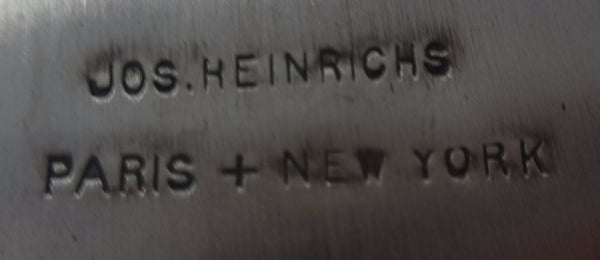 JOS. HEINRICHS
PARIS + NEW YORK